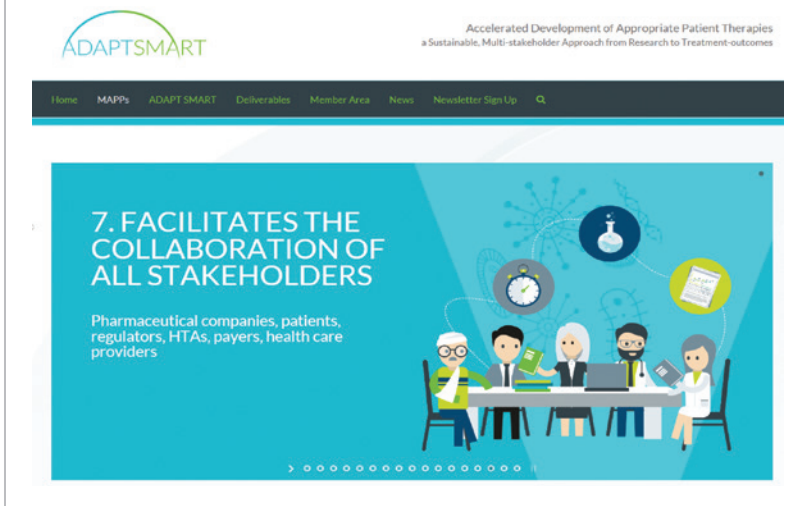 ADAPTSMART
Accelerated Development of Appropriate Patient Therapies
a Sustainable, Multi-stakeholder Approach from Research to Treatment-outcomes
Home MAPPs ADAPT SMART Deliverables Member Area News Newsletter Sign Up
7. FACILITATES THE
COLLABORATION OF
ALL STAKEHOLDERS
Pharmaceutical companies, patients,
regulators, HTAs, payers, health care
providers